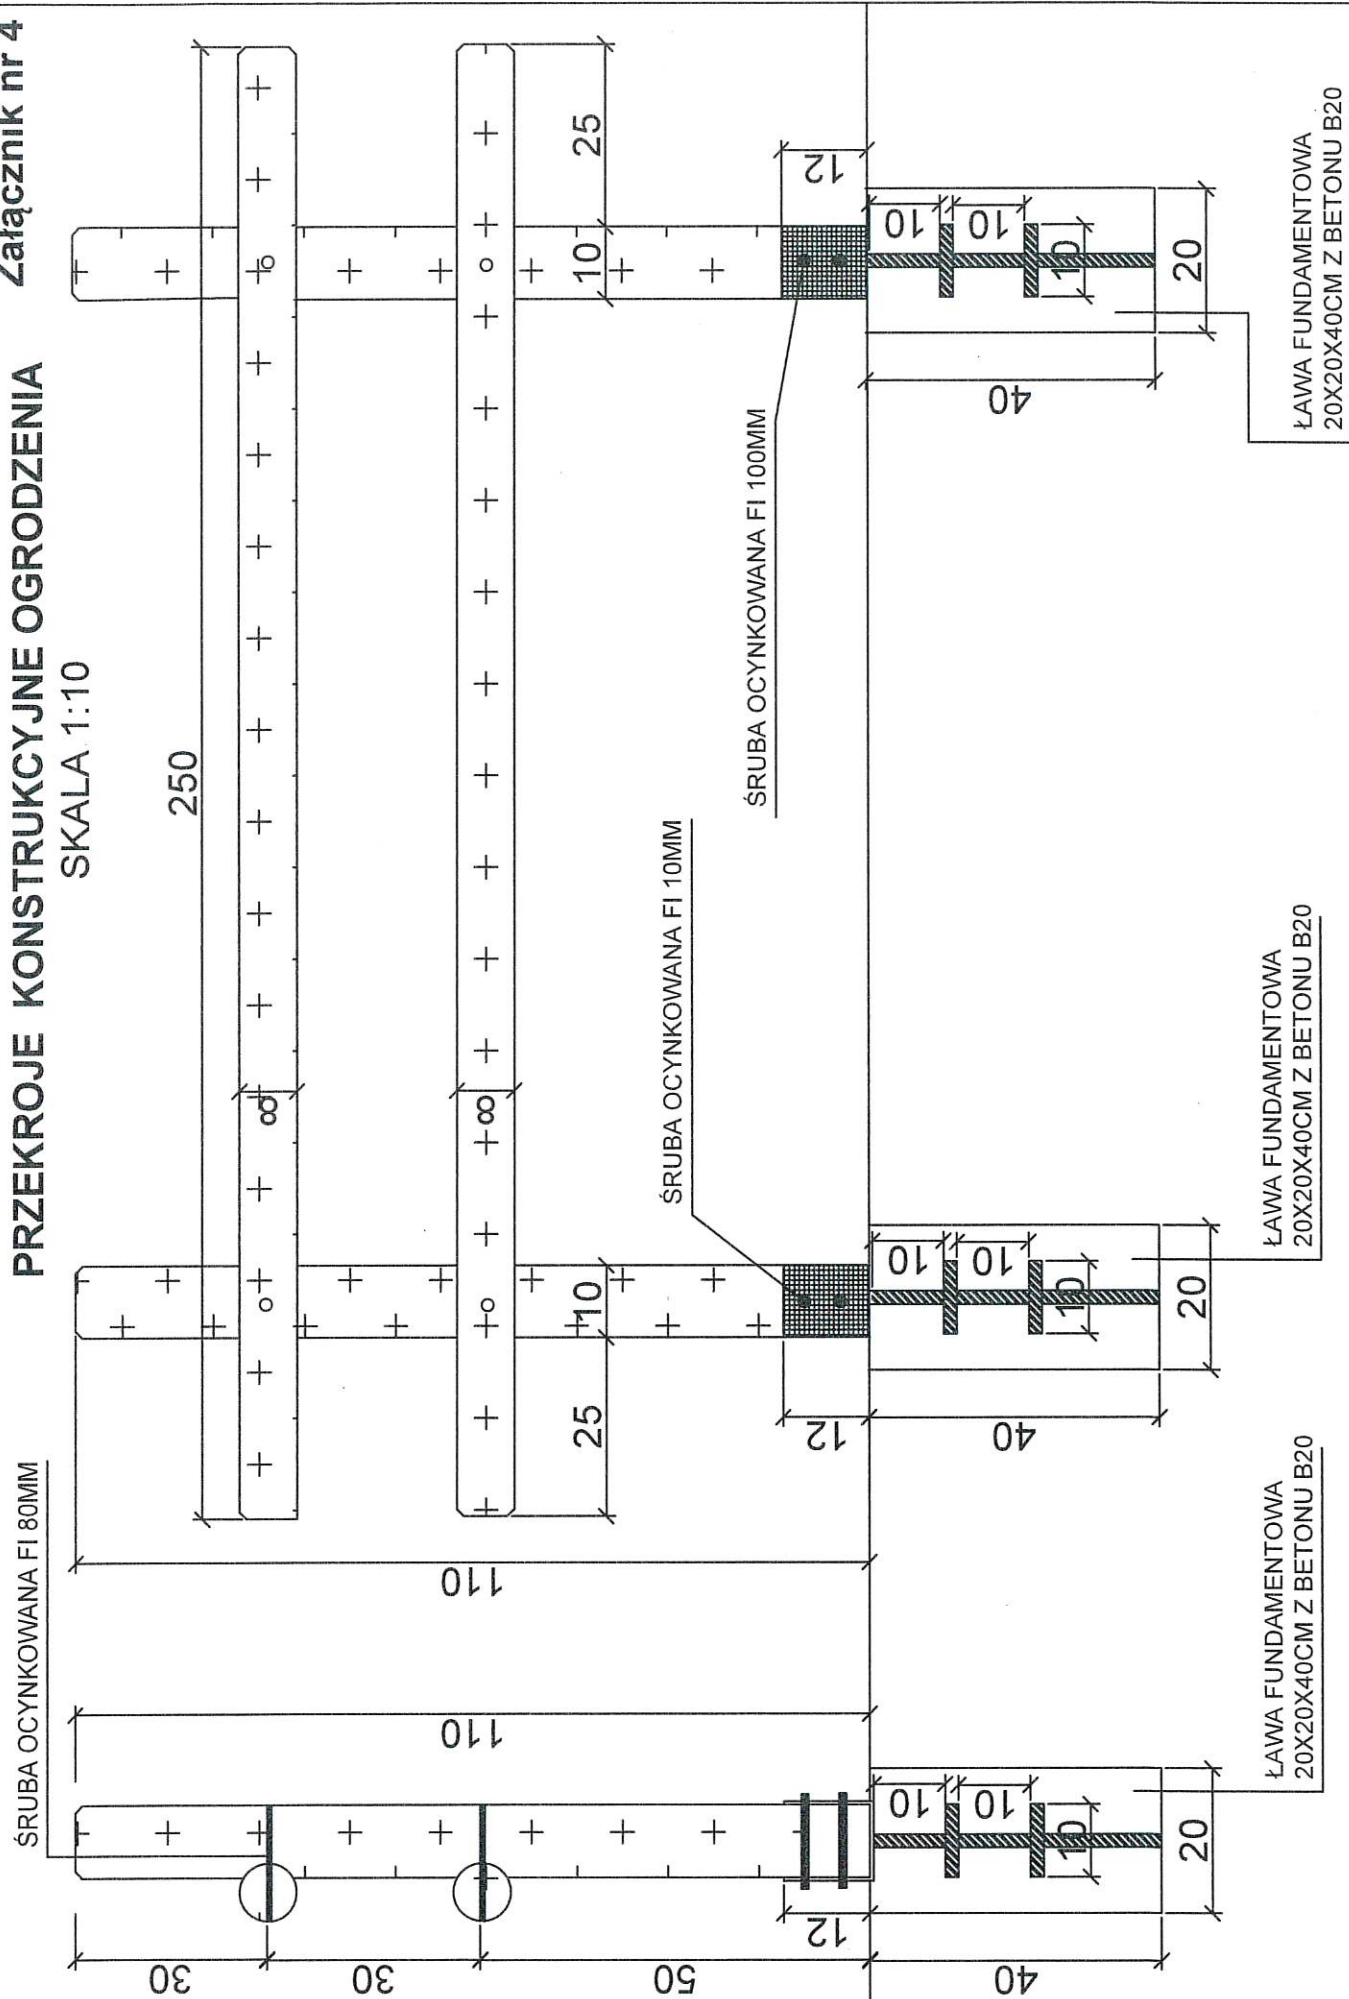 Załącznik nr 4
PRZEKROJE KONSTRUKCYJNE OGRODZENIA
SKALA 1:10
ŚRUBA OCYNKOWANA FI 80MM
250
8
8
25
10
10
25
110
110
30
30
50
12
40
12
40
12
40
ŚRUBA OCYNKOWANA FI 10MM
ŚRUBA OCYNKOWANA FI 100MM
10
10
10
20
10
10
10
20
10
10
10
20
ŁAWA FUNDAMENTOWA
20X20X40CM Z BETONU B20
ŁAWA FUNDAMENTOWA
20X20X40CM Z BETONU B20
ŁAWA FUNDAMENTOWA
20X20X40CM Z BETONU B20